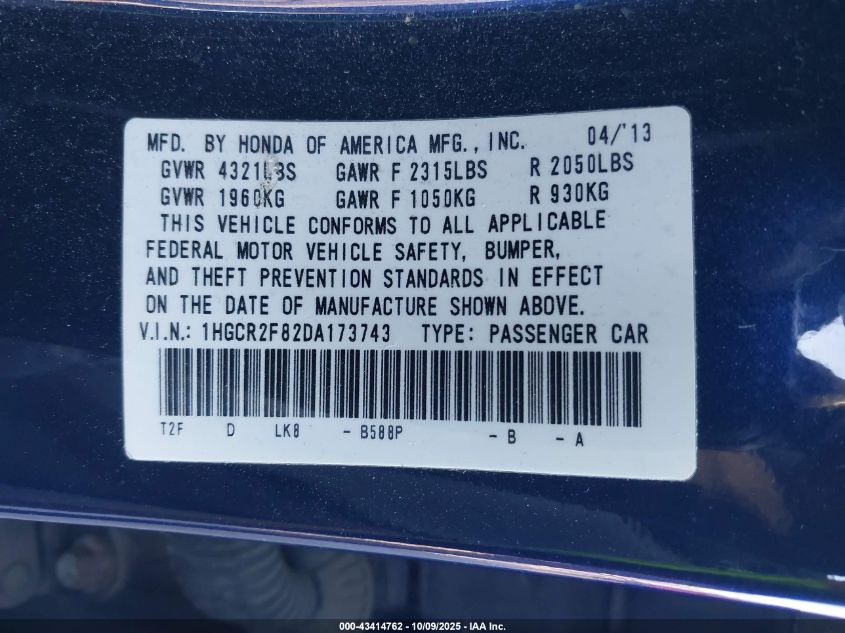 MFD. BY HONDA OF AMERICA MFG., INC. 04/'13
GVWR 4321LBS GAWR F 2315LBS R 2050LBS
GVWR 1960KG GAWR F 1050KG R 930KG
THIS VEHICLE CONFORMS TO ALL APPLICABLE
FEDERAL MOTOR VEHICLE SAFETY, BUMPER,
AND THEFT PREVENTION STANDARDS IN EFFECT
ON THE DATE OF MANUFACTURE SHOWN ABOVE.
V.I.N.: 1HGCR2F82DA173743 TYPE: PASSENGER CAR
T2F D LK8 - B588P - B - A
000-43414762 - 10/09/2025 - IAA Inc.